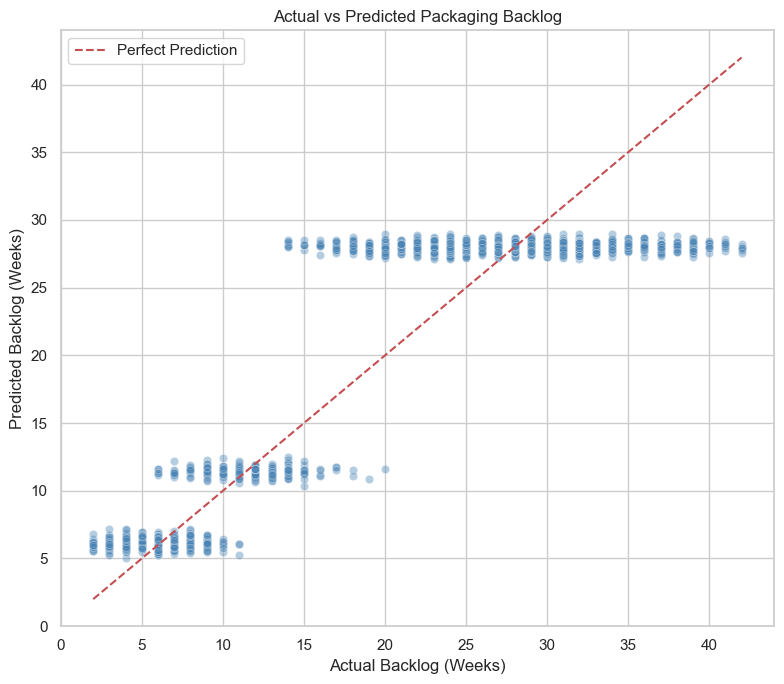 Actual vs Predicted Packaging Backlog
Perfect Prediction
Predicted Backlog (Weeks)
40
35
30
25
20
15
10
5
0
0 5 10 15 20 25 30 35 40
Actual Backlog (Weeks)